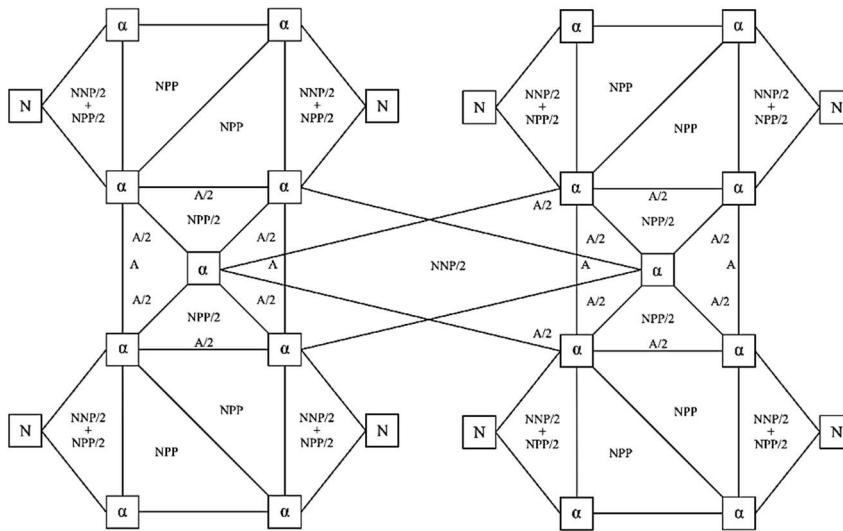 α α α α
NNP/2 + NPP/2 NPP NNP/2 + NPP/2 NNP/2 + NPP/2 NPP NNP/2 + NPP/2
N N N N
NPP NPP
α α α α
A/2 A/2 A/2
NPP/2 NPP/2
A/2 A/2 A/2 A/2
A α A NNP/2 A α A
A/2 A/2 A/2 A/2
NPP/2 NPP/2
A/2 A/2 A/2
α α α α
NPP NPP
NNP/2 + NPP/2 NNP/2 + NPP/2 NNP/2 + NPP/2 NNP/2 + NPP/2
N N N N
NPP NPP
α α α α